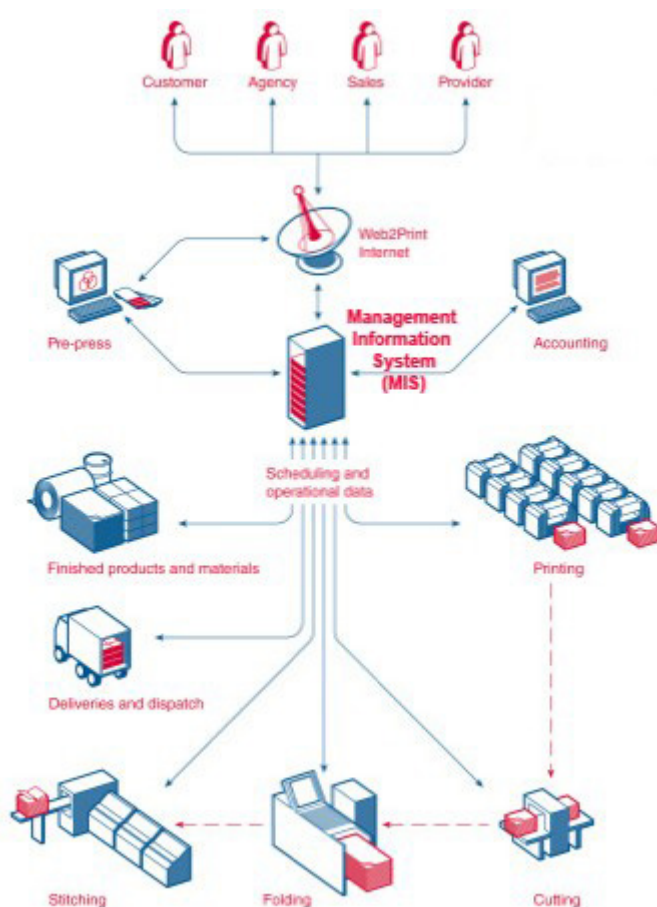 Customer
Agency
Sales
Provider
Web2Print
Internet
Pre-press
Management
Information
System
(MIS)
Accounting
Scheduling and
operational data
Finished products and materials
Printing
Deliveries and dispatch
Stitching
Folding
Cutting